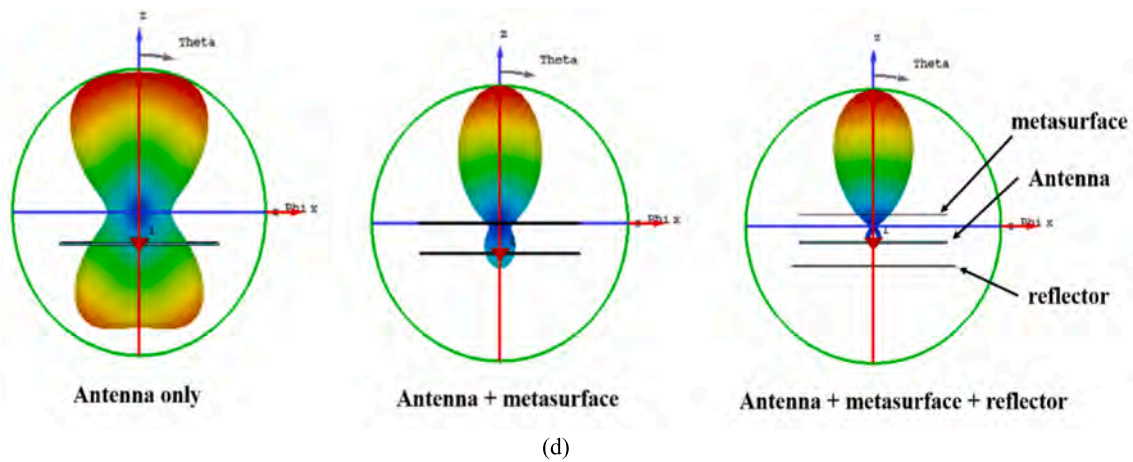 z
Theta
Phi x
Antenna only
z
Theta
Phi x
Antenna + metasurface
z
Theta
Phi x
metasurface
Antenna
reflector
Antenna + metasurface + reflector
(d)